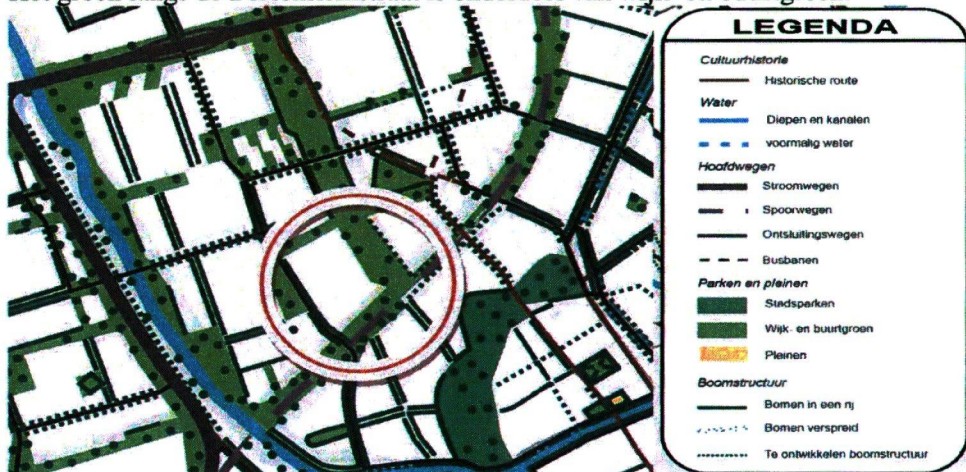 LEGENDA
Cultuurhistorie
Historische route
Water
Diepen en kanalen
voormalig water
Hoofdwegen
Stroomwegen
Spoorwegen
Ontsluitingswegen
Busbanen
Parken en pleinen
Stadsparken
Wijk- en buurtgroen
Pleinen
Boomstructuur
Bomen in een rij
Bomen verspreid
Te ontwikkelen boomstructuur